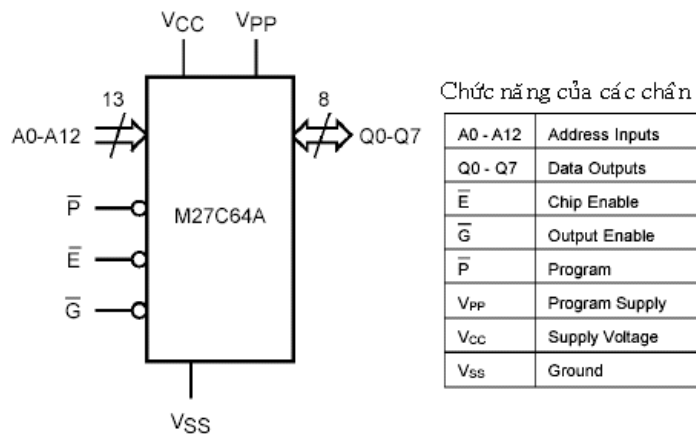 VCC VPP
13 8
A0-A12 Q0-Q7
P̅
M27C64A
E̅
G̅
VSS
Chức năng của các chân
A0 - A12 Address Inputs
Q0 - Q7 Data Outputs
E̅ Chip Enable
G̅ Output Enable
P̅ Program
VPP Program Supply
VCC Supply Voltage
VSS Ground